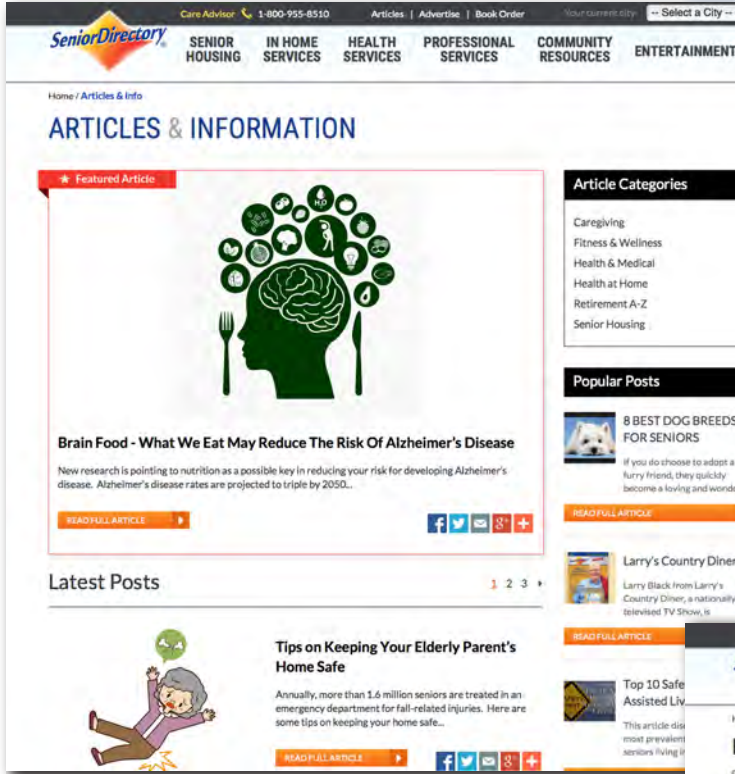 Care Advisor 1-800-955-8510 Articles | Advertise | Book Order Your current city: -- Select a City --
SeniorDirectory
SENIOR HOUSING
IN HOME SERVICES
HEALTH SERVICES
PROFESSIONAL SERVICES
COMMUNITY RESOURCES
ENTERTAINMENT
Home / Articles & Info
ARTICLES & INFORMATION
★ Featured Article
H₂O
Brain Food - What We Eat May Reduce The Risk Of Alzheimer's Disease
New research is pointing to nutrition as a possible key in reducing your risk for developing Alzheimer's
disease. Alzheimer's disease rates are projected to triple by 2050...
READ FULL ARTICLE
Latest Posts
1 2 3
Tips on Keeping Your Elderly Parent's
Home Safe
Annually, more than 1.6 million seniors are treated in an
emergency department for fall-related injuries. Here are
some tips on keeping your home safe...
READ FULL ARTICLE
Article Categories
Caregiving
Fitness & Wellness
Health & Medical
Health at Home
Retirement A-Z
Senior Housing
Popular Posts
8 BEST DOG BREEDS
FOR SENIORS
If you do choose to adopt a
furry friend, they quickly
become a loving and
READ FULL ARTICLE
Larry's Country Diner
Larry Black from Larry's
Country Diner, a nationally
televised TV Show, is
READ FULL ARTICLE
Top 10 Safe
Assisted
This article
most prevalent
seniors living